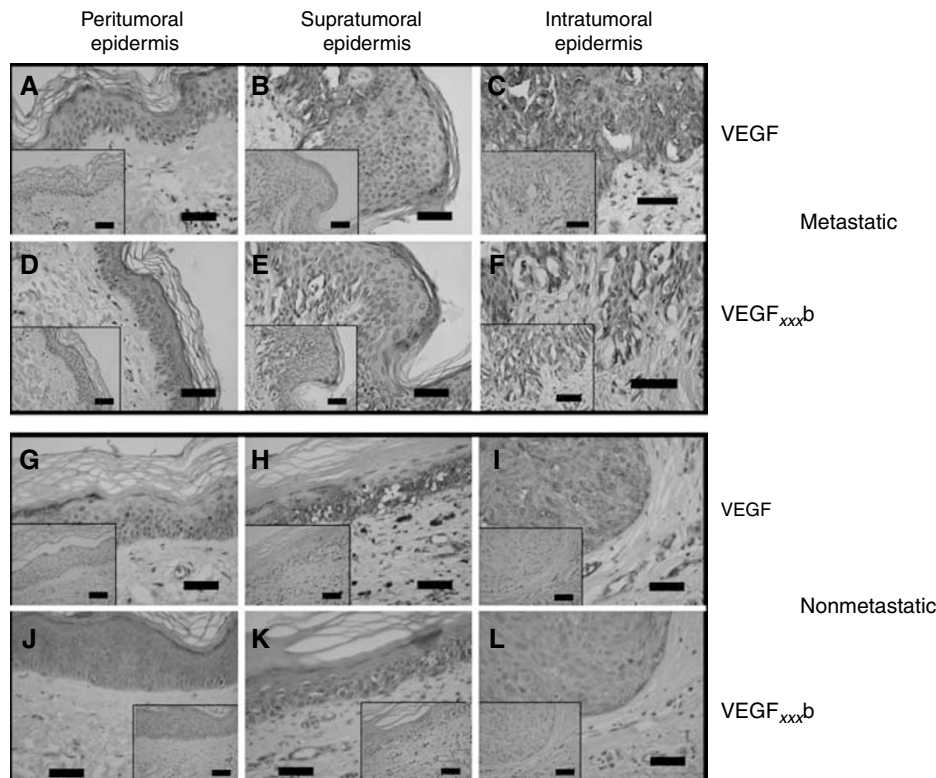 Peritumoral
epidermis
Supratumoral
epidermis
Intratumoral
epidermis
A
B
C
VEGF
Metastatic
D
E
F
VEGFxxxb
G
H
I
VEGF
Nonmetastatic
J
K
L
VEGFxxxb